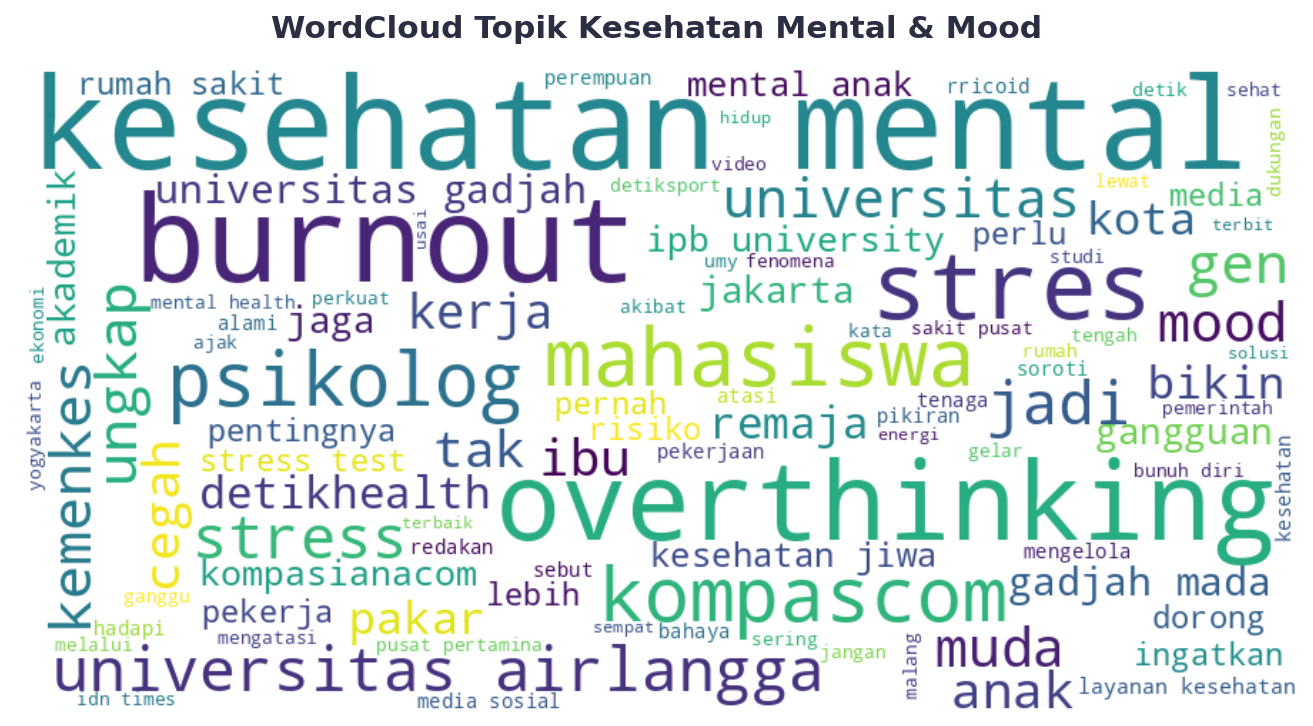 WordCloud Topik Kesehatan Mental & Mood
kesehatan mental
rumah sakit
perempuan
mental anak
rricoid
detik
sehat
hidup
dukungan
video
universitas gadjah
detiksport
universitas
lewat
media
akademik
burnout
usai
kota
terbit
ipb university
perlu
studi
stres
gen
umy
fenomena
jakarta
ekonomi
ungkap
mental health
perkuat
akibat
kerja
alami
jaga
ajak
mahasiswa
kata
sakit pusat
tengah
mood
solusi
rumah
soroti
psikolog
kemenkes
yogyakarta
jadi
bikin
pernah
atasi
tenaga
pemerintah
risiko
remaja
pikiran
energi
gangguan
pentingnya
tak
ibu
pekerjaan
gelar
cegah
stress test
bunuh diri
kesehatan
detikhealth
overthinking
stress
terbaik
redakan
kesehatan jiwa
mengelola
kompasianacom
sebut
lebih
kompascom
gadjah mada
ganggu
pekerja
pakar
dorong
hadapi
mengatasi
sempat
bahaya
sering
jangan
malang
muda
ingatkan
melalui
pusat pertamina
universitas airlangga
anak
layanan kesehatan
idn times
media sosial